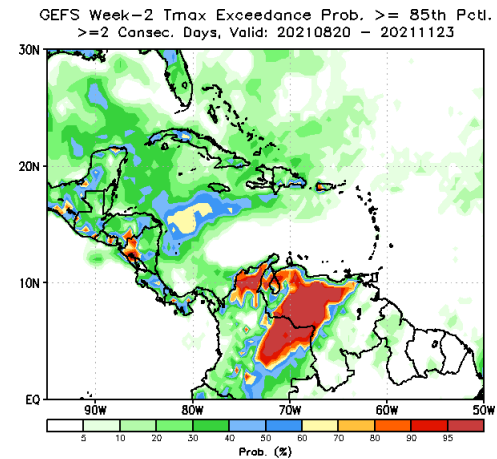 GEFS Week-2 Tmax Exceedance Prob. >= 85th Pctl.
>=2 Consec. Days, Valid: 20210820 - 20211123
30N
20N
10N
EQ
90W 80W 70W 60W 50W
5 10 20 30 40 50 60 70 80 90 95
Prob. (%)